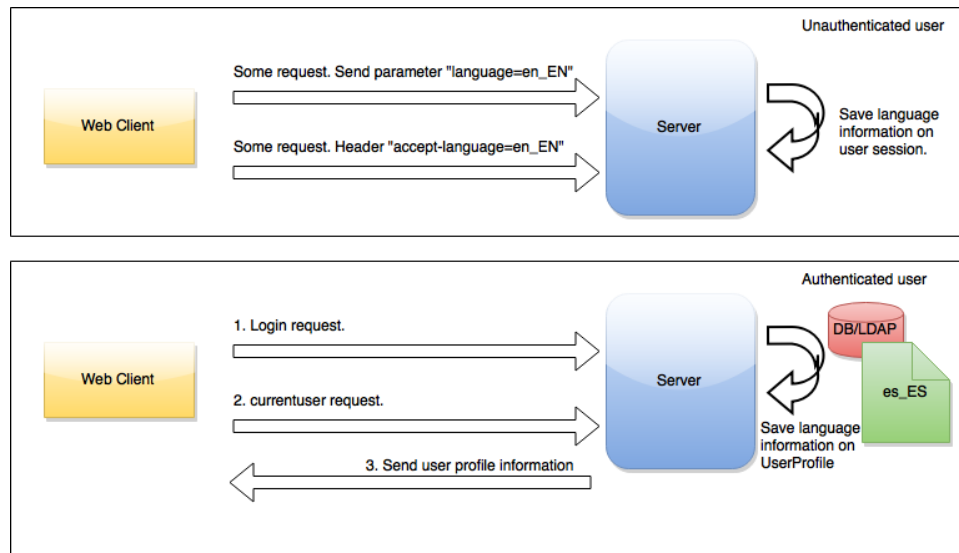 Unauthenticated user
Some request. Send parameter "language=en_EN"
Web Client
Server
Save language
information on
user session.
Some request. Header "accept-language=en_EN"
Authenticated user
1. Login request.
DB/LDAP
Web Client
Server
es_ES
2. currentuser request.
Save language
information on
UserProfile
3. Send user profile information